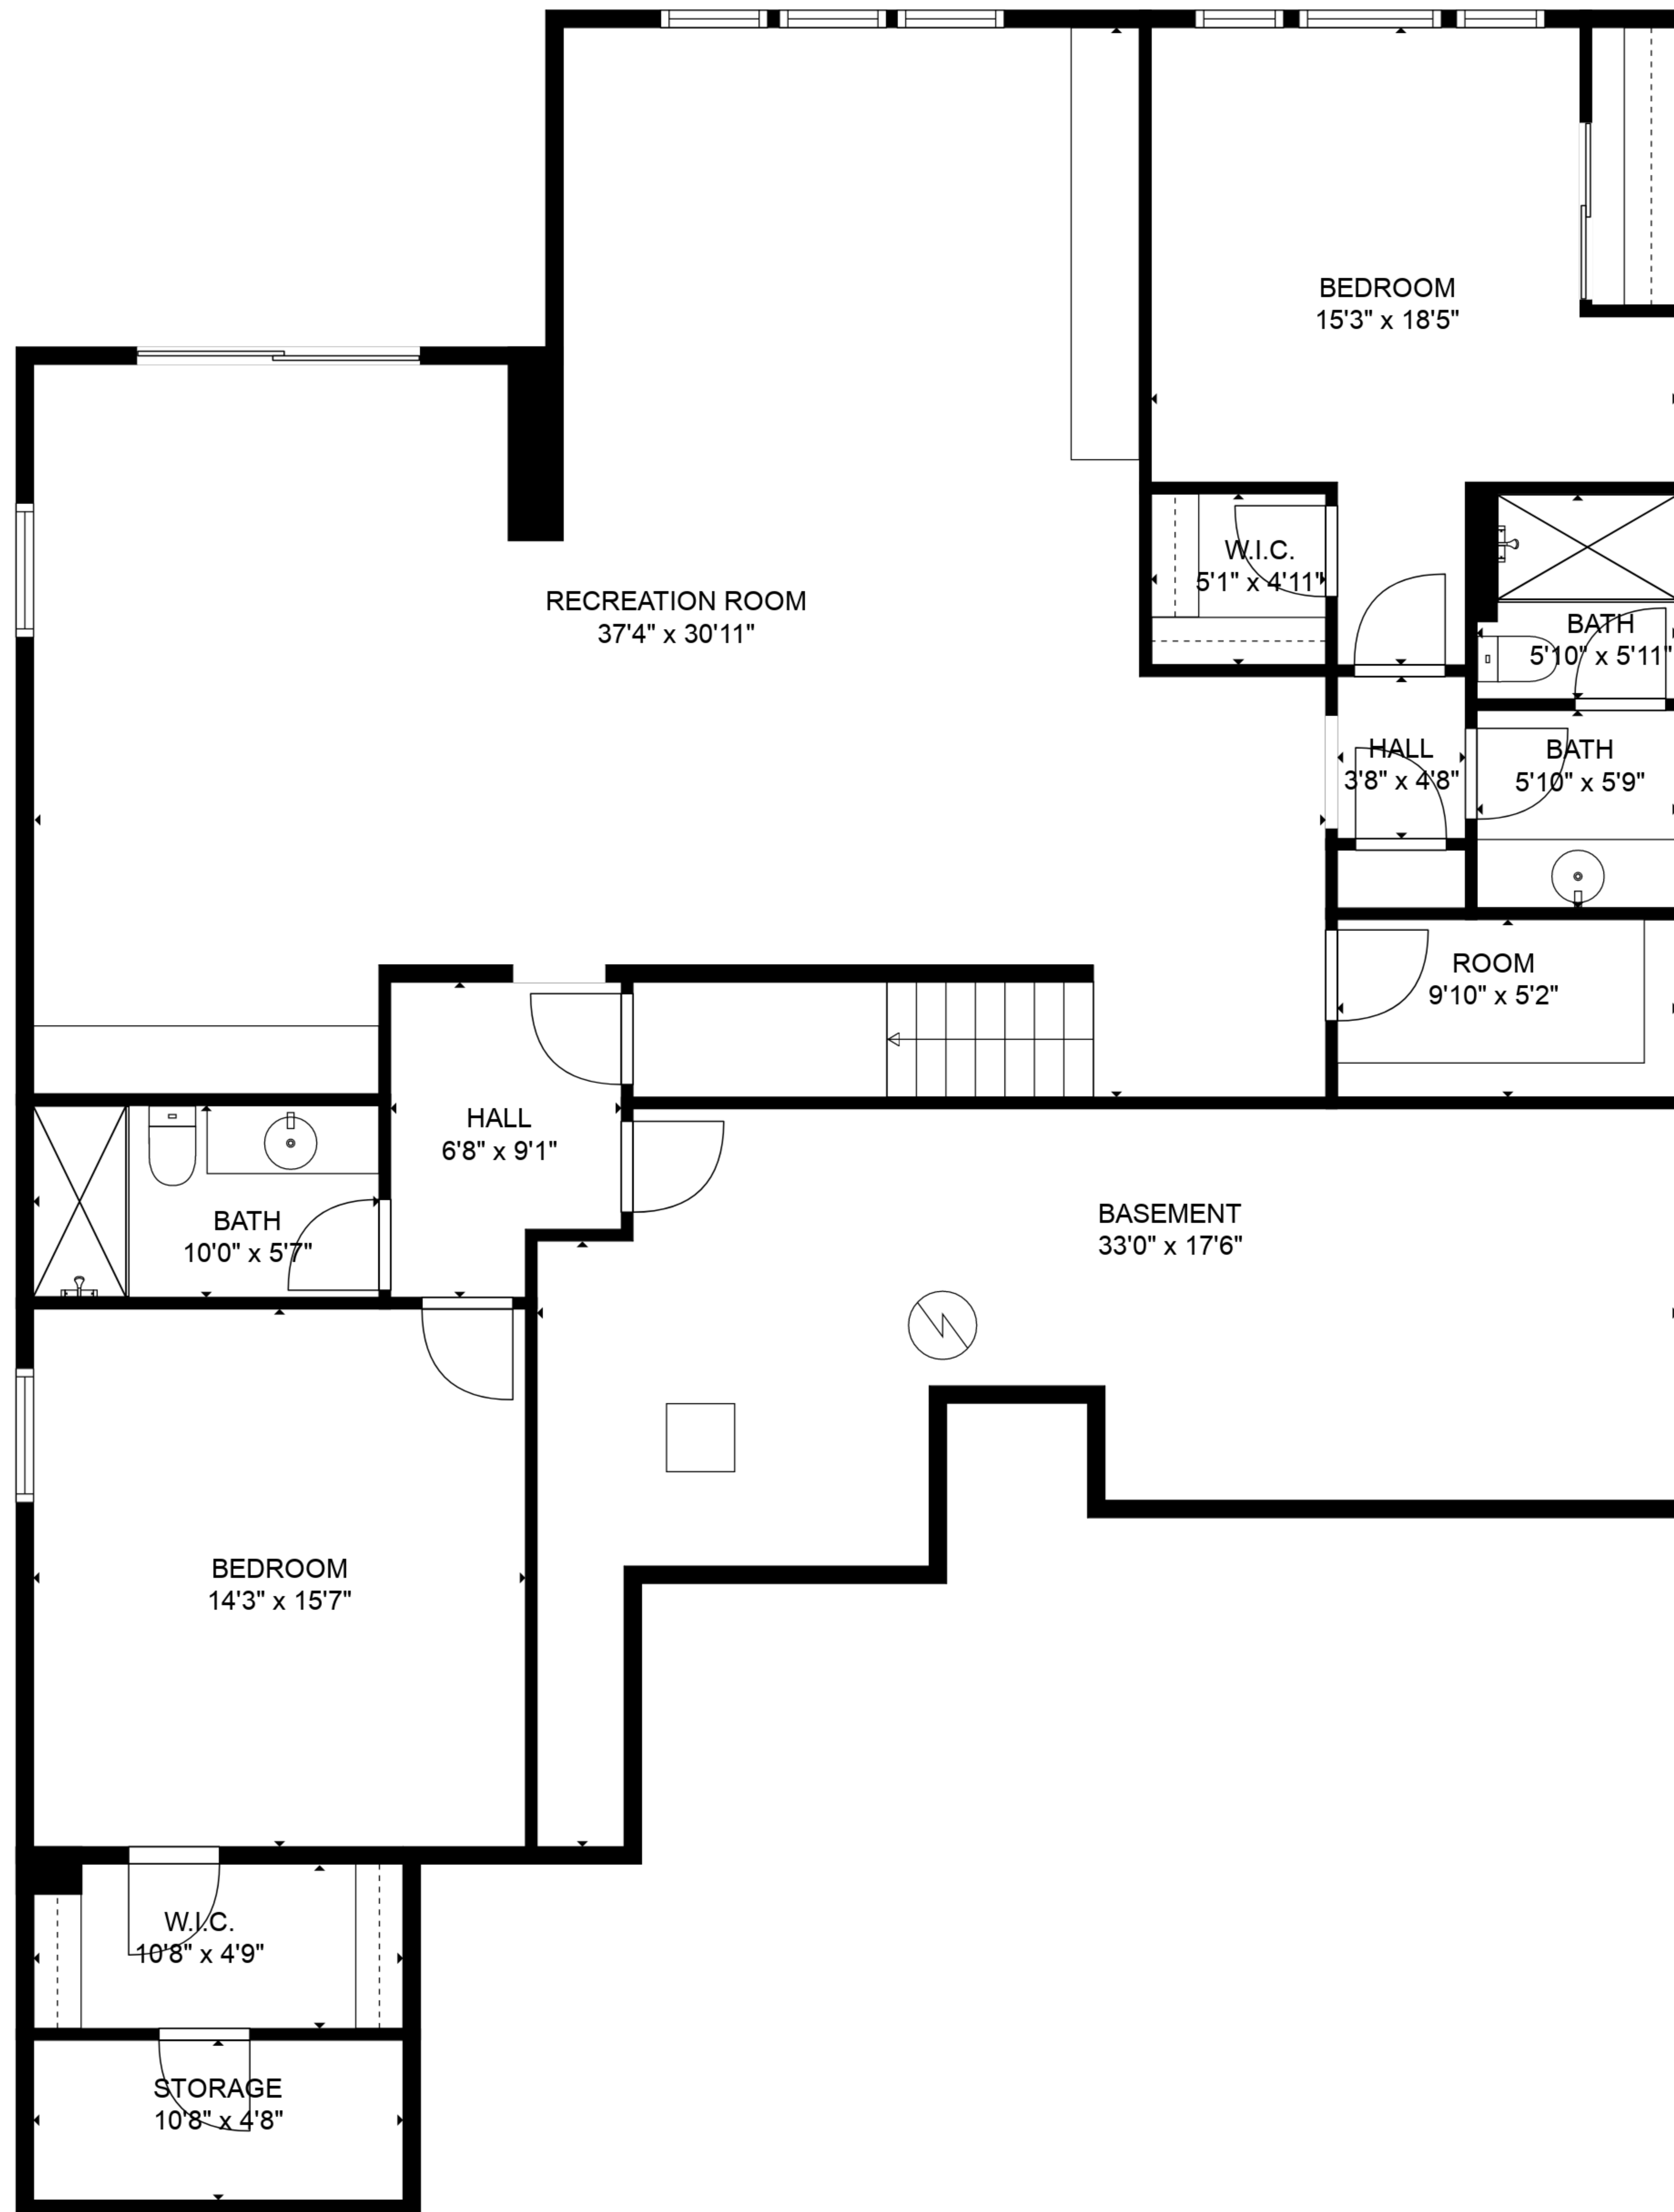 BEDROOM
15'3" x 18'5"
W.I.C.
5'1" x 4'11"
RECREATION ROOM
37'4" x 30'11"
BATH
5'10" x 5'11"
HALL
3'8" x 4'8"
BATH
5'10" x 5'9"
ROOM
9'10" x 5'2"
HALL
6'8" x 9'1"
BATH
10'0" x 5'7"
BASEMENT
33'0" x 17'6"
BEDROOM
14'3" x 15'7"
W.I.C.
10'8" x 4'9"
STORAGE
10'8" x 4'8"